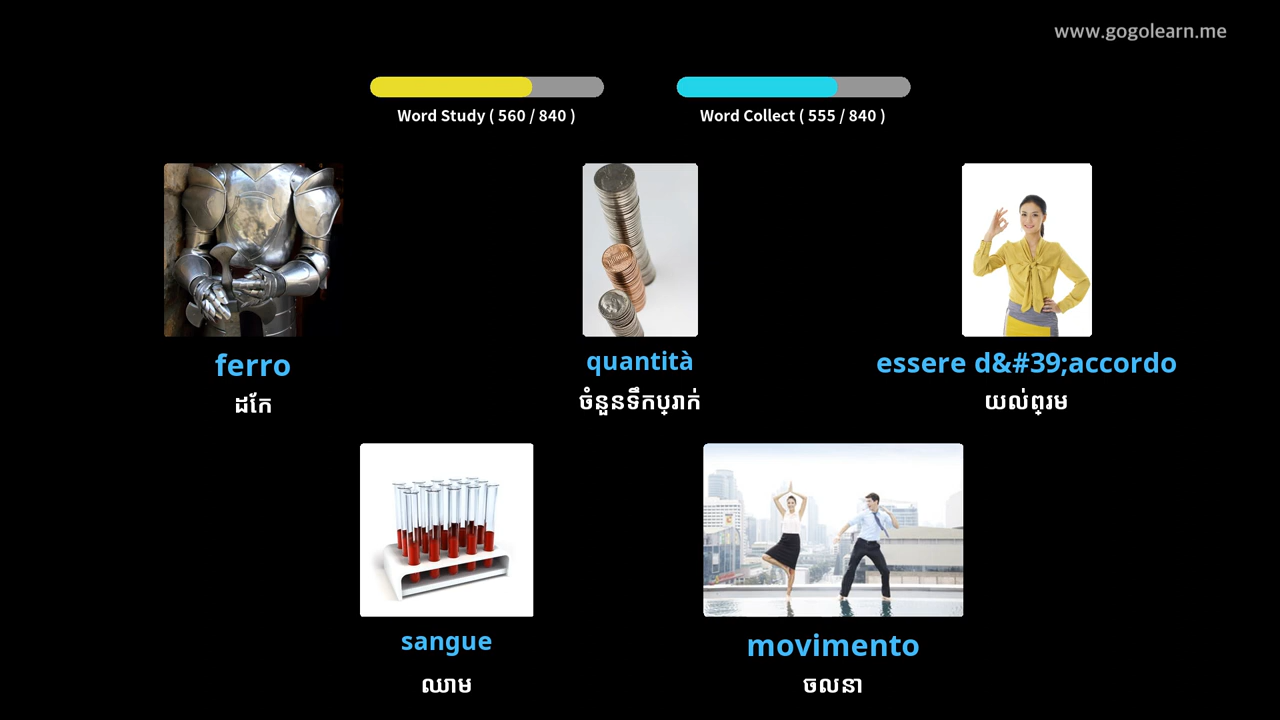 www.gogolearn.me
Word Study ( 560 / 840 )
Word Collect ( 555 / 840 )
ferro
ដែក
quantità
ចំនួនទឹកប្រាក់
essere d&#39;accordo
យល់ព្រម
sangue
ឈាម
movimento
ចលនា